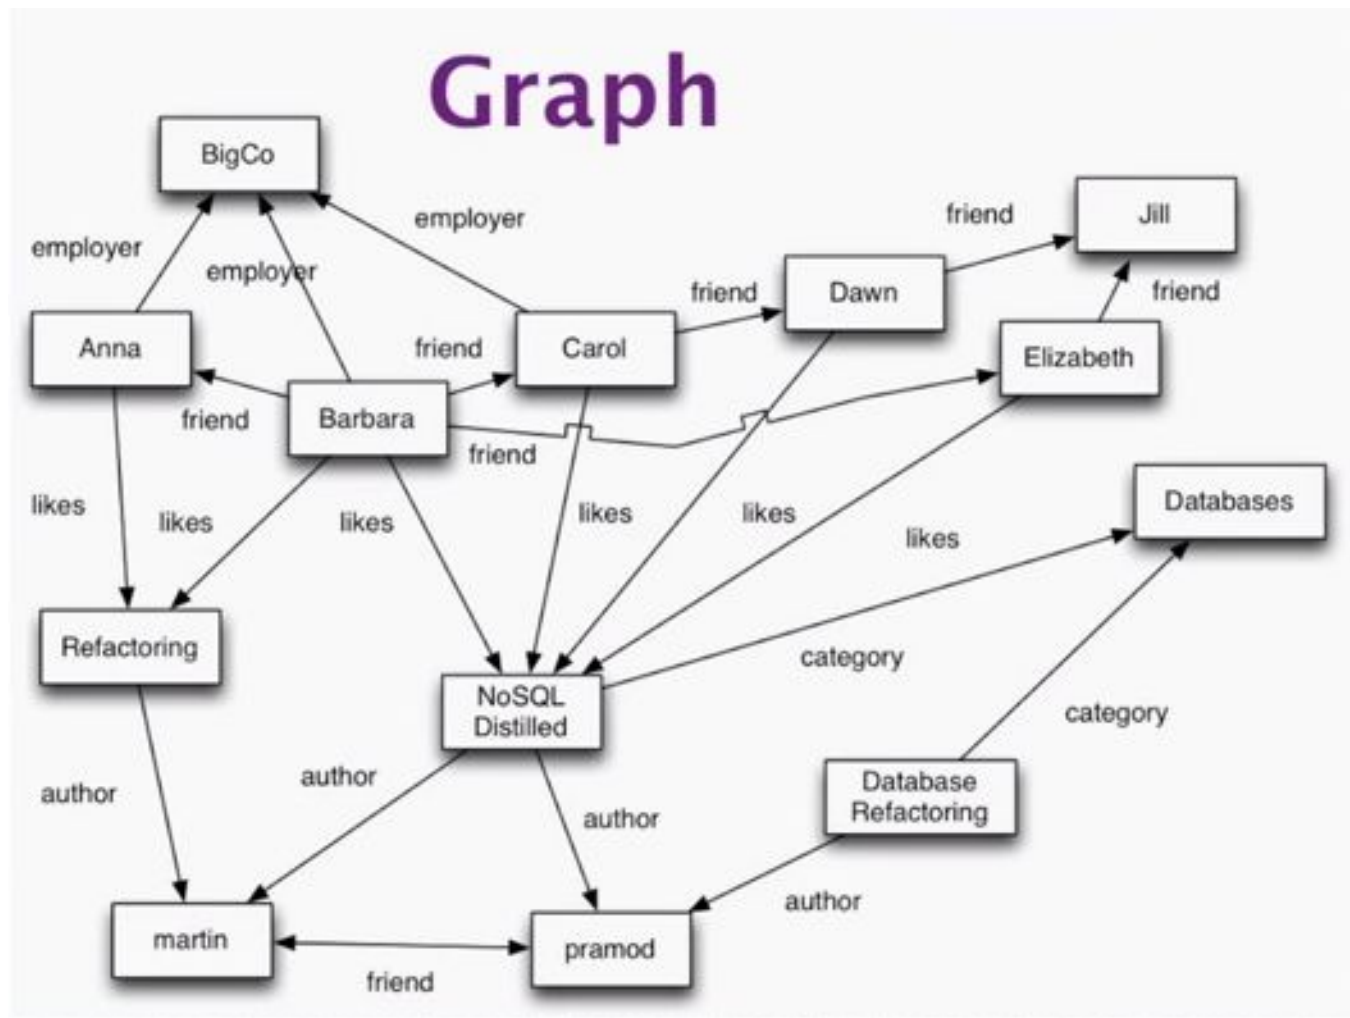 Graph
BigCo
employer
employer
employer
friend
Jill
friend
Dawn
friend
Anna
friend
Carol
Elizabeth
friend
Barbara
friend
likes
likes
likes
likes
likes
likes
Databases
Refactoring
category
NoSQL
Distilled
category
author
author
author
Database
Refactoring
author
martin
pramod
friend